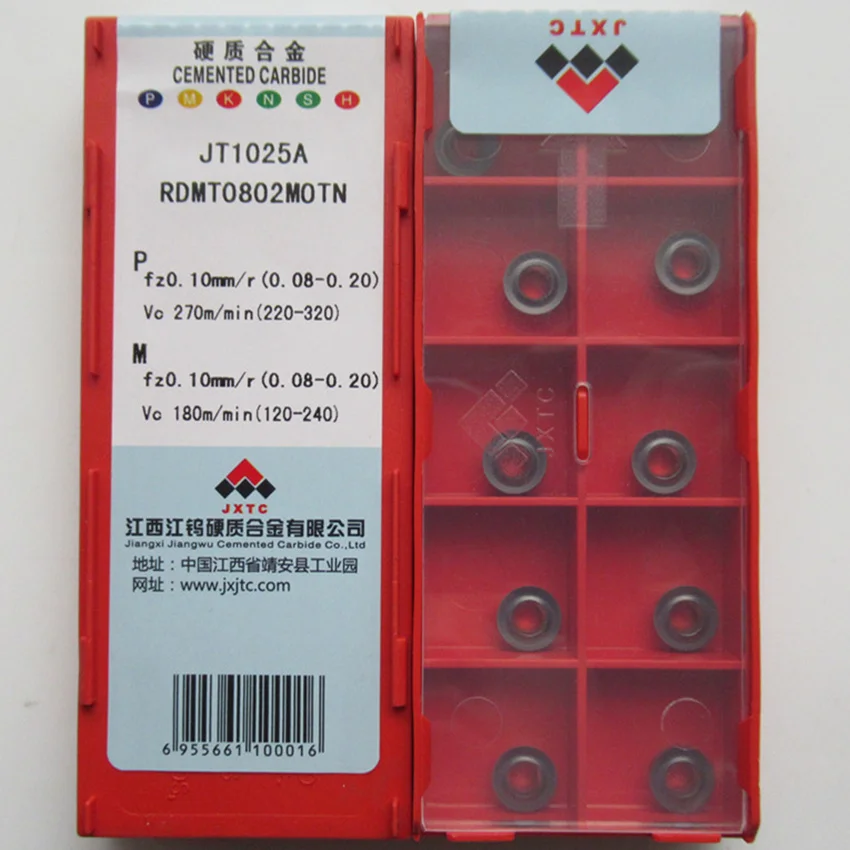 硬质合金
CEMENTED CARBIDE
P M K N S H
JT1025A
RDMT0802MOTN
P
fz0.10mm/r(0.08-0.20)
Vc 270m/min(220-320)
M
fz0.10mm/r(0.08-0.20)
Vc 180m/min(120-240)
JXTC
江西江钨硬质合金有限公司
Jiangxi Jiangwu Cemented Carbide Co.,Ltd
地址：中国江西省靖安县工业园
网址：www.jxjtc.com
6 955661 100016
JXTC
JXTC